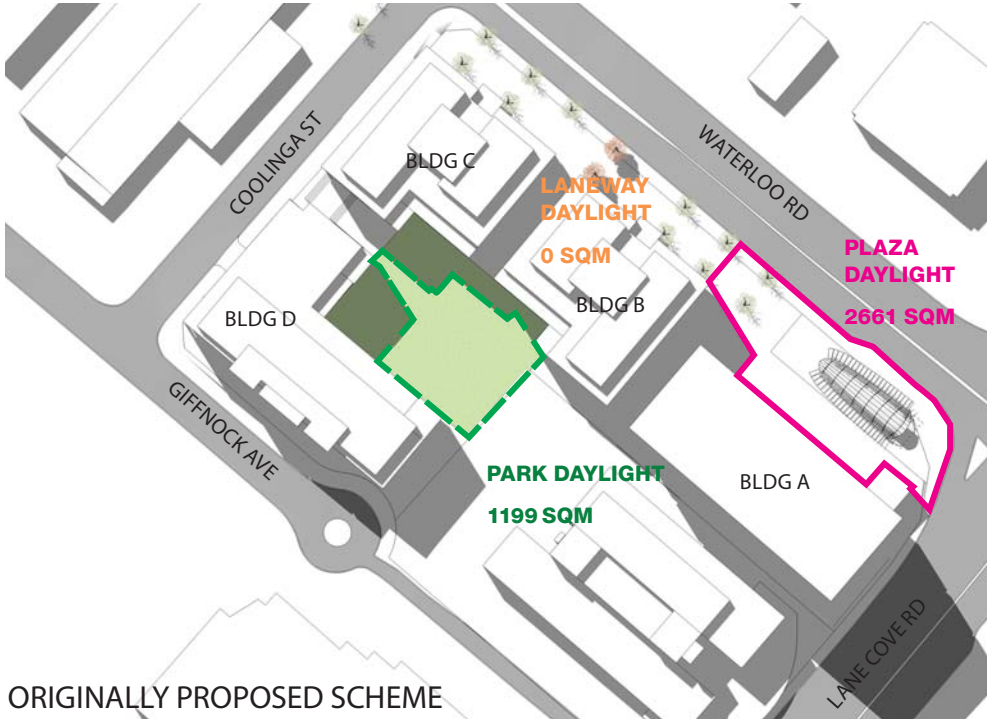 COOLINGA ST
WATERLOO RD
BLDG C
LANEWAY
DAYLIGHT
0 SQM
PLAZA
DAYLIGHT
2661 SQM
BLDG B
BLDG D
GIFFNOCK AVE
PARK DAYLIGHT
1199 SQM
BLDG A
LANE COVE RD
ORIGINALLY PROPOSED SCHEME